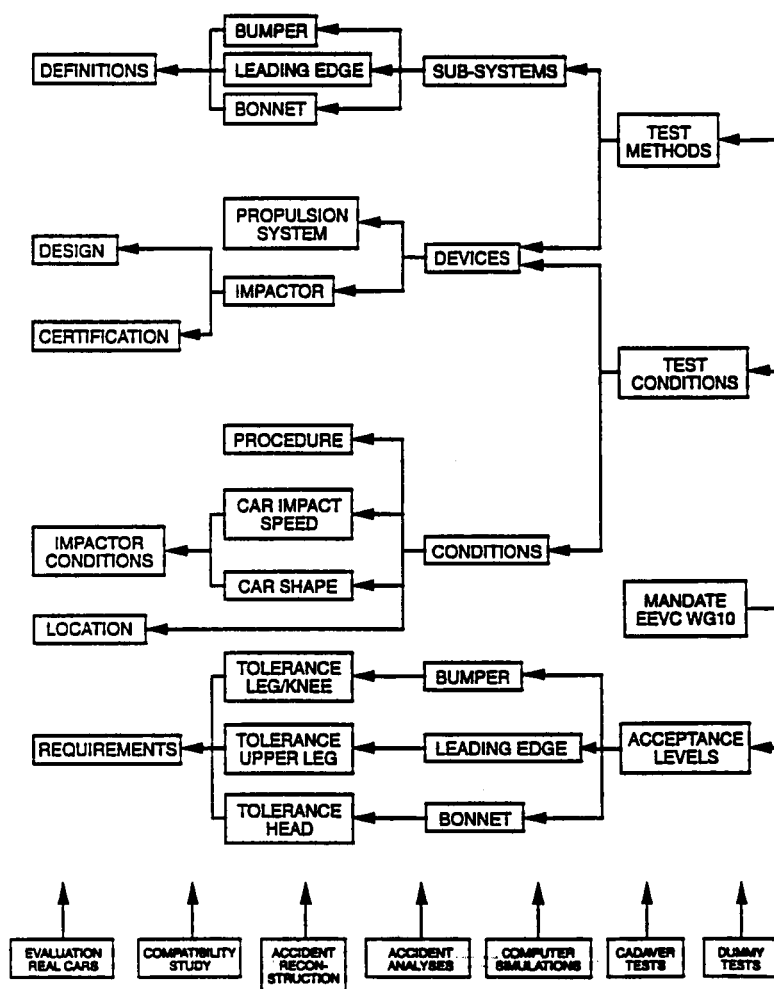 BUMPER
DEFINITIONS
LEADING EDGE
SUB-SYSTEMS
BONNET
TEST
METHODS
PROPULSION
SYSTEM
DESIGN
DEVICES
IMPACTOR
CERTIFICATION
TEST
CONDITIONS
PROCEDURE
CAR IMPACT
SPEED
IMPACTOR
CONDITIONS
CONDITIONS
CAR SHAPE
LOCATION
MANDATE
EEVC WG10
TOLERANCE
LEG/KNEE
BUMPER
REQUIREMENTS
TOLERANCE
UPPER LEG
LEADING EDGE
ACCEPTANCE
LEVELS
TOLERANCE
HEAD
BONNET
EVALUATION
REAL CARS
COMPATIBILITY
STUDY
ACCIDENT
RECON-
STRUCTION
ACCIDENT
ANALYSES
COMPUTER
SIMULATIONS
CADAVER
TESTS
DUMMY
TESTS